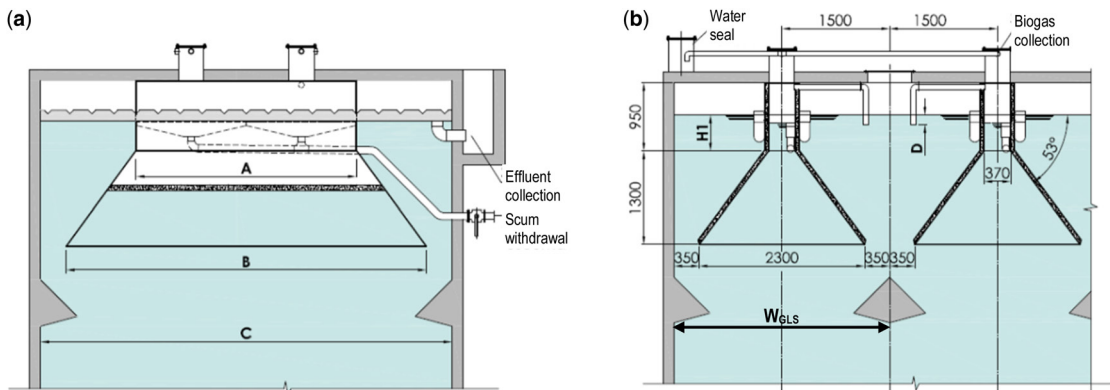 (a)
A
B
C
Effluent
collection
Scum
withdrawal
(b)
Water
seal
1500
1500
Biogas
collection
950
H1
D
53°
370
1300
350
2300
350
350
WGLS